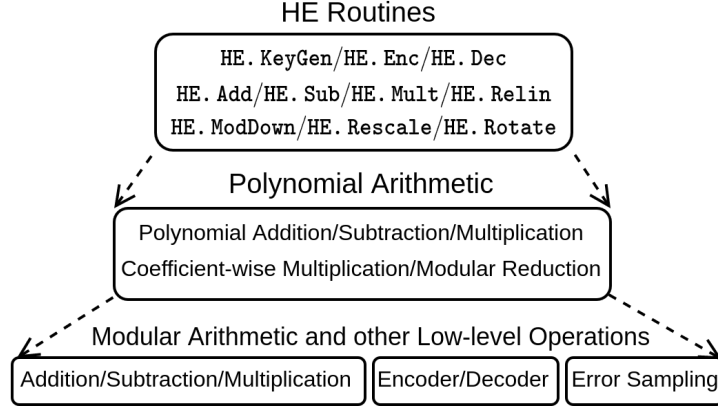 HE Routines
HE.KeyGen/HE.Enc/HE.Dec
HE.Add/HE.Sub/HE.Mult/HE.Relin
HE.ModDown/HE.Rescale/HE.Rotate
Polynomial Arithmetic
Polynomial Addition/Subtraction/Multiplication
Coefficient-wise Multiplication/Modular Reduction
Modular Arithmetic and other Low-level Operations
Addition/Subtraction/Multiplication
Encoder/Decoder
Error Sampling